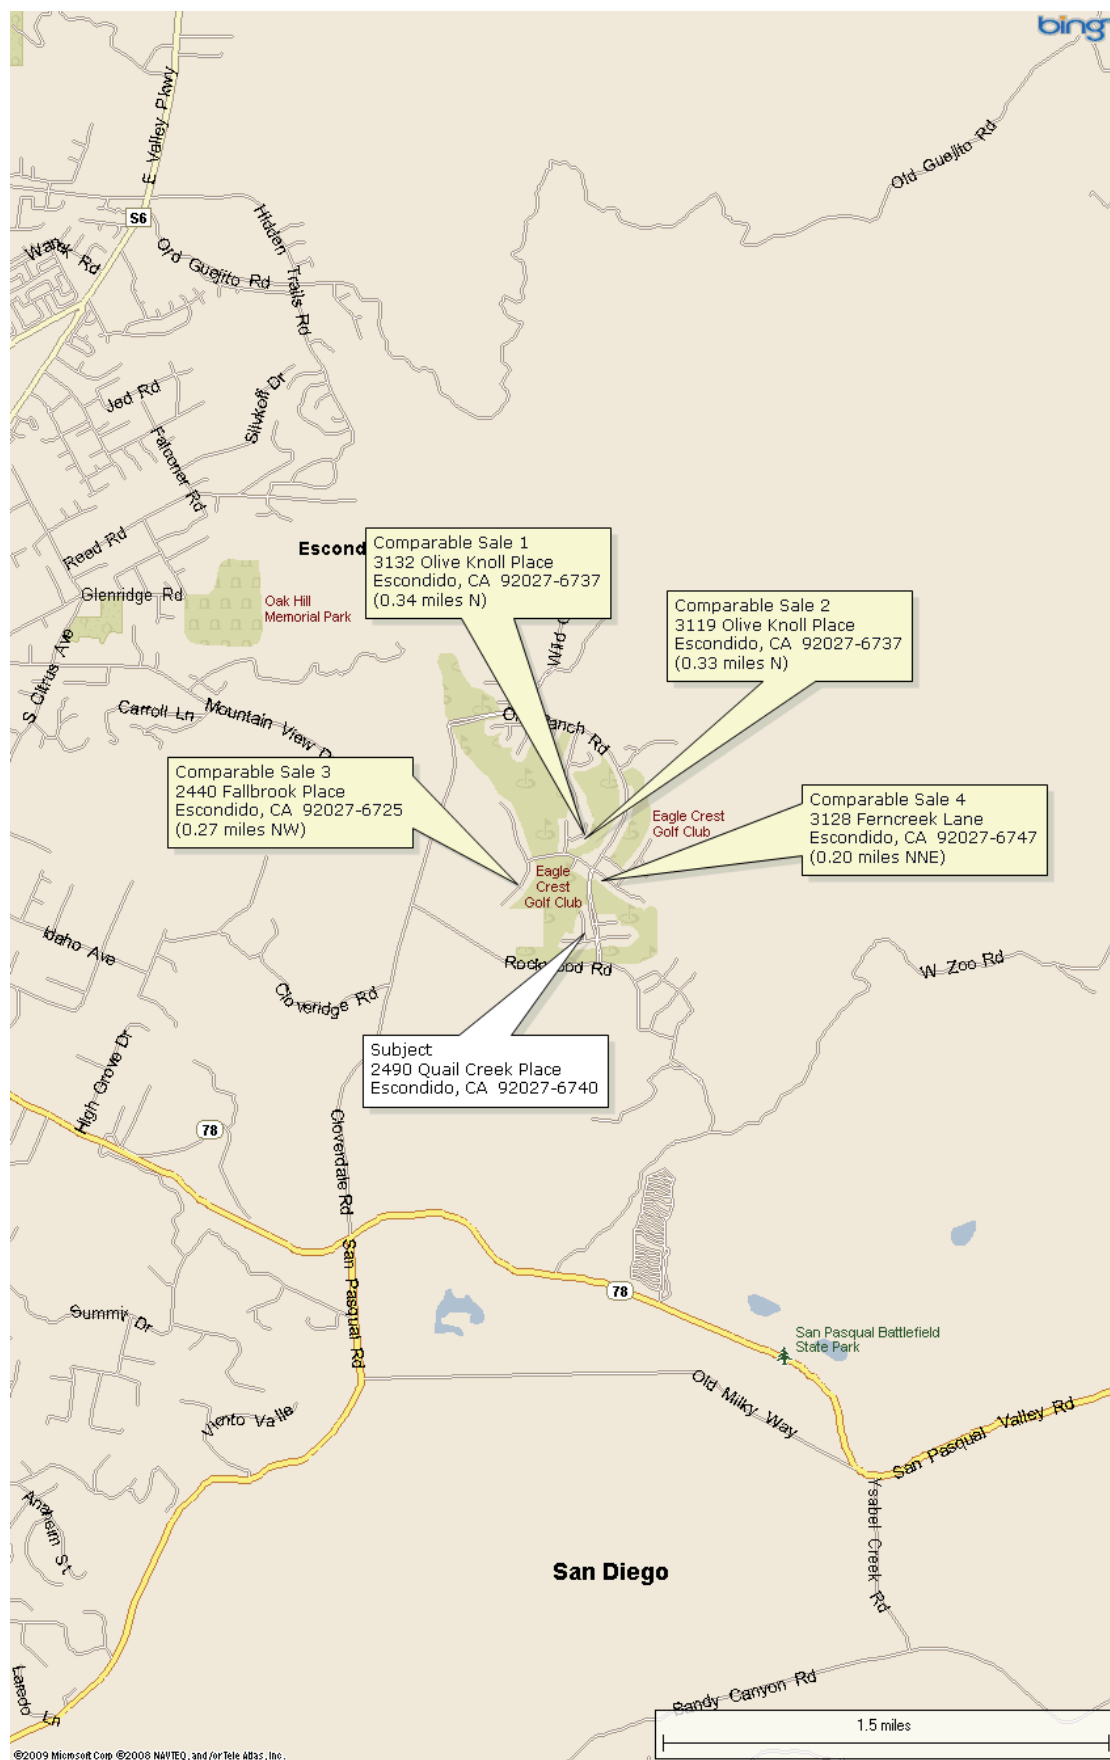 bing
E Valley Pkwy
Old Guejito Rd
S6
Hidden Trails Rd
Old Guejito Rd
Jed Rd
Slivkoff Dr
Falconer Rd
Reed Rd
Escond
Comparable Sale 1
3132 Olive Knoll Place
Escondido, CA 92027-6737
(0.34 miles N)
Glenridge Rd
Oak Hill
Memorial Park
Comparable Sale 2
3119 Olive Knoll Place
Escondido, CA 92027-6737
(0.33 miles N)
Wild
S Citrus Ave
Carroll Ln
Mountain View D
anch Rd
Comparable Sale 3
2440 Fallbrook Place
Escondido, CA 92027-6725
(0.27 miles NW)
Eagle Crest
Golf Club
Comparable Sale 4
3128 Ferncreek Lane
Escondido, CA 92027-6747
(0.20 miles NNE)
Eagle
Crest
Golf Club
Idaho Ave
Rockwood Rd
W Zoo Rd
Cloveridge Rd
Subject
2490 Quail Creek Place
Escondido, CA 92027-6740
High Grove Dr
78
Cloverdale Rd
San Pasqual Rd
78
Summit Dr
San Pasqual Battlefield
State Park
Old Milky Way
Viento Valle
San Pasqual Valley Rd
Anaheim St
Ysabel Creek Rd
San Diego
Laredo Ln
Bandy Canyon Rd
1.5 miles
©2009 Microsoft Corp ©2008 NAVTEQ, and/or Tele Atlas, Inc.